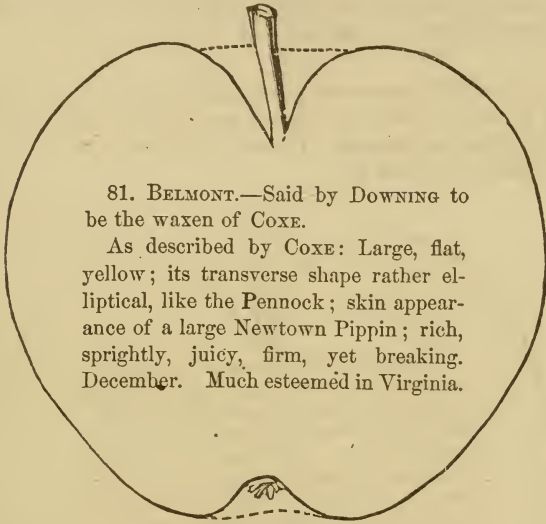 81. BELMONT.—Said by DOWNING to
be the waxen of COXE.
As described by COXE: Large, flat,
yellow; its transverse shape rather el-
liptical, like the Pennock; skin appear-
ance of a large Newtown Pippin; rich,
sprightly, juicy, firm, yet breaking.
December. Much esteemed in Virginia.